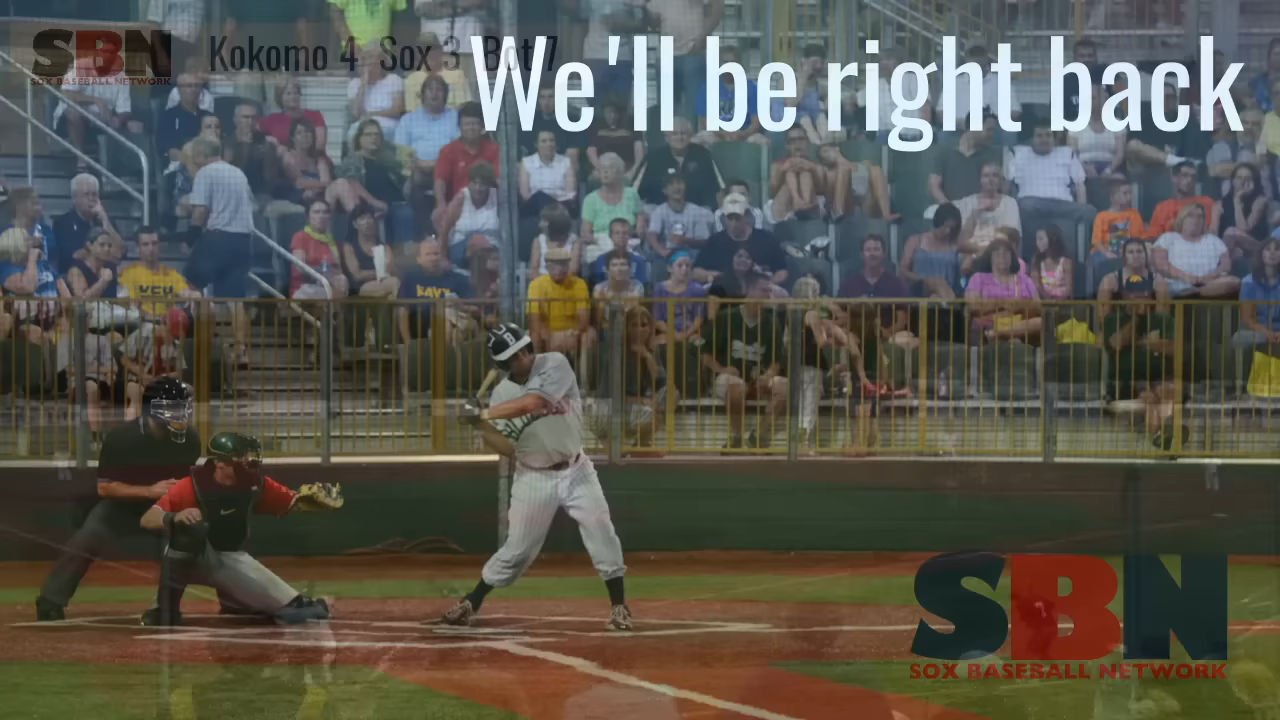 SBN
SOX BASEBALL NETWORK
Kokomo 4 Sox 3 Bot 7
We'll be right back
B
SBN
SOX BASEBALL NETWORK